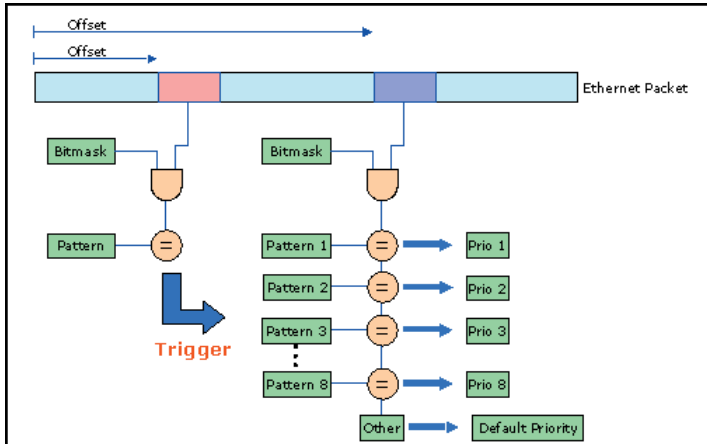 Offset
Offset
Ethernet Packet
Bitmask
Bitmask
Pattern
=
Pattern 1
=
Prio 1
Pattern 2
=
Prio 2
Trigger
Pattern 3
=
Prio 3
Pattern 8
=
Prio 8
Other
Default Priority